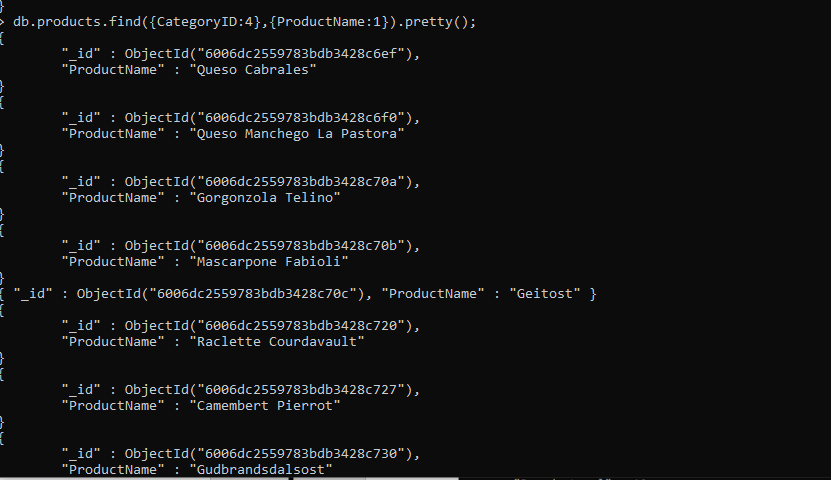 }
> db.products.find({CategoryID:4},{ProductName:1}).pretty();
{
"_id" : ObjectId("6006dc2559783bdb3428c6ef"),
"ProductName" : "Queso Cabrales"
}
{
"_id" : ObjectId("6006dc2559783bdb3428c6f0"),
"ProductName" : "Queso Manchego La Pastora"
}
{
"_id" : ObjectId("6006dc2559783bdb3428c70a"),
"ProductName" : "Gorgonzola Telino"
}
{
"_id" : ObjectId("6006dc2559783bdb3428c70b"),
"ProductName" : "Mascarpone Fabioli"
}
{ "_id" : ObjectId("6006dc2559783bdb3428c70c"), "ProductName" : "Geitost" }
{
"_id" : ObjectId("6006dc2559783bdb3428c720"),
"ProductName" : "Raclette Courdavault"
}
{
"_id" : ObjectId("6006dc2559783bdb3428c727"),
"ProductName" : "Camembert Pierrot"
}
{
"_id" : ObjectId("6006dc2559783bdb3428c730"),
"ProductName" : "Gudbrandsdalsost"